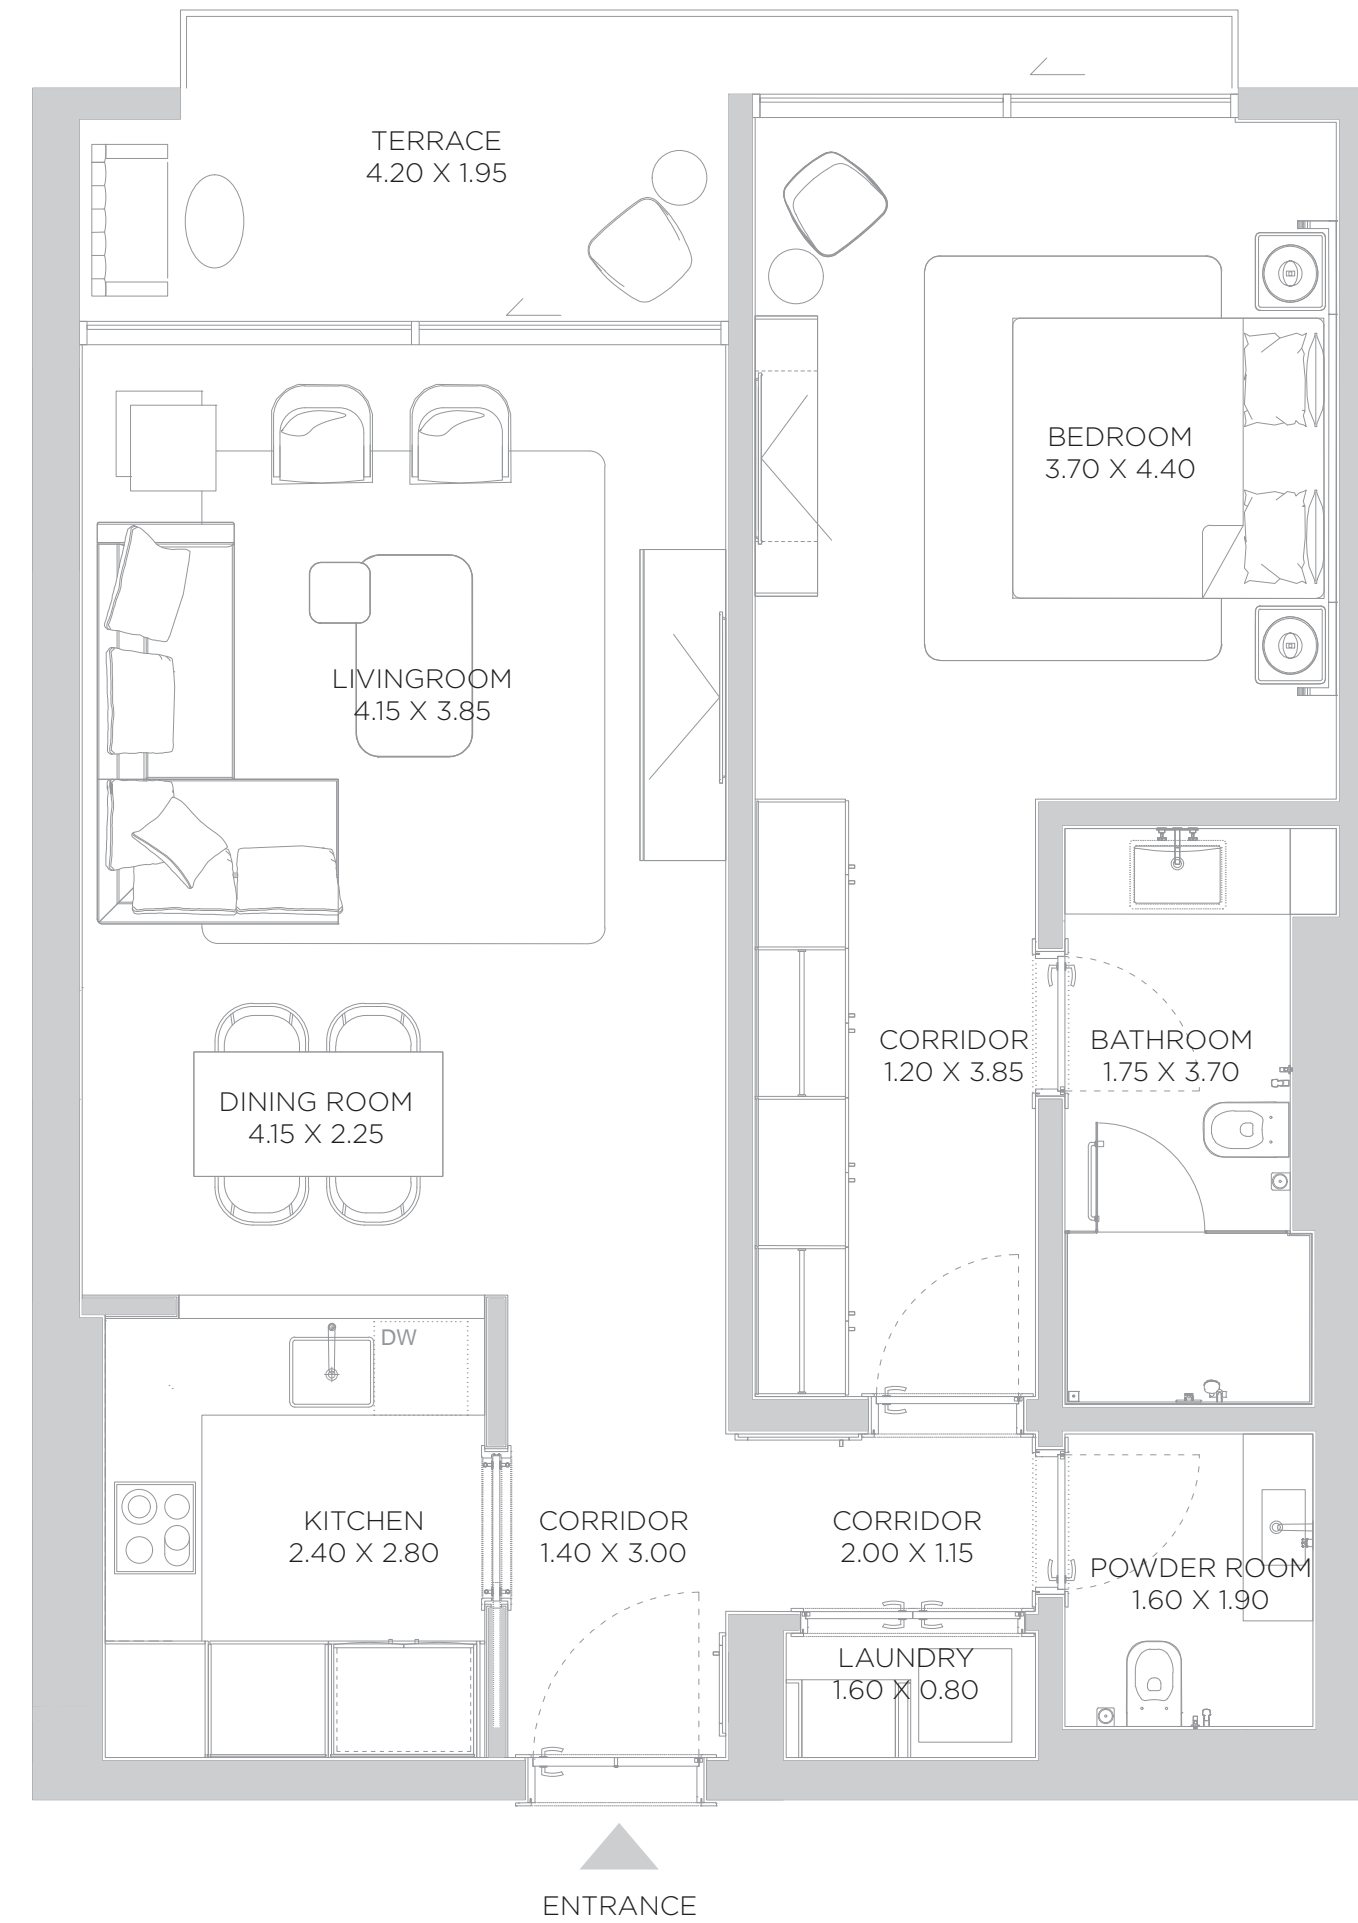 TERRACE
4.20 X 1.95
BEDROOM
3.70 X 4.40
LIVINGROOM
4.15 X 3.85
CORRIDOR
1.20 X 3.85
BATHROOM
1.75 X 3.70
DINING ROOM
4.15 X 2.25
DW
KITCHEN
2.40 X 2.80
CORRIDOR
1.40 X 3.00
CORRIDOR
2.00 X 1.15
POWDER ROOM
1.60 X 1.90
LAUNDRY
1.60 X 0.80
ENTRANCE